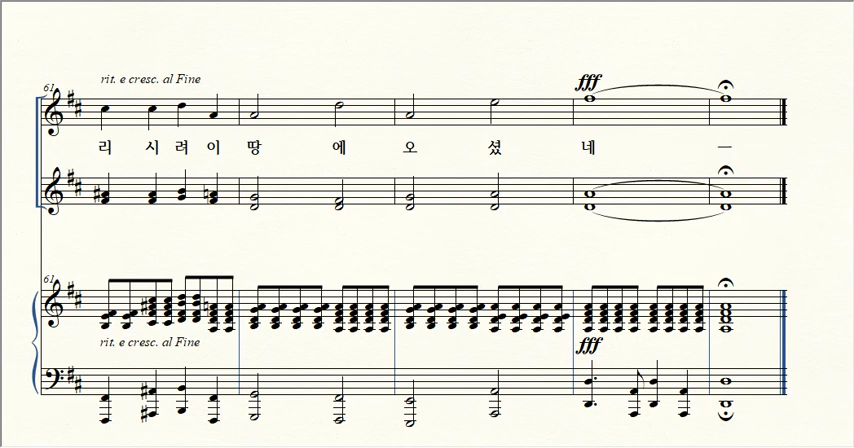 rit. e cresc. al Fine
61
fff
리 시 려 이 땅 에 오 셨 네 —
61
rit. e cresc. al Fine
fff